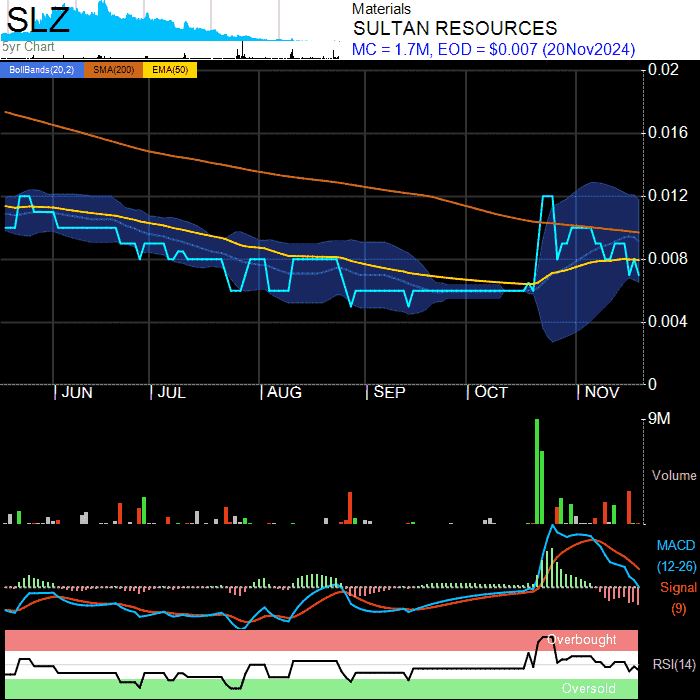 SLZ
5yr Chart
Materials
SULTAN RESOURCES
MC = 1.7M, EOD = $0.007 (20Nov2024)
BollBands(20,2) SMA(200) EMA(50)
0.02
0.016
0.012
0.008
0.004
0
JUN JUL AUG SEP OCT NOV
9M
Volume
MACD
(12-26)
Signal
(9)
Overbought
RSI(14)
Oversold